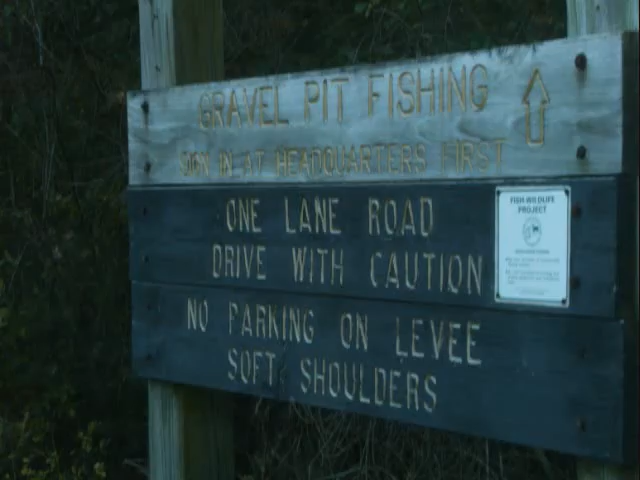 GRAVEL PIT FISHING
SIGN IN AT HEADQUARTERS FIRST
ONE LANE ROAD
DRIVE WITH CAUTION
NO PARKING ON LEVEE
SOFT SHOULDERS
FISH-WILDLIFE
PROJECT